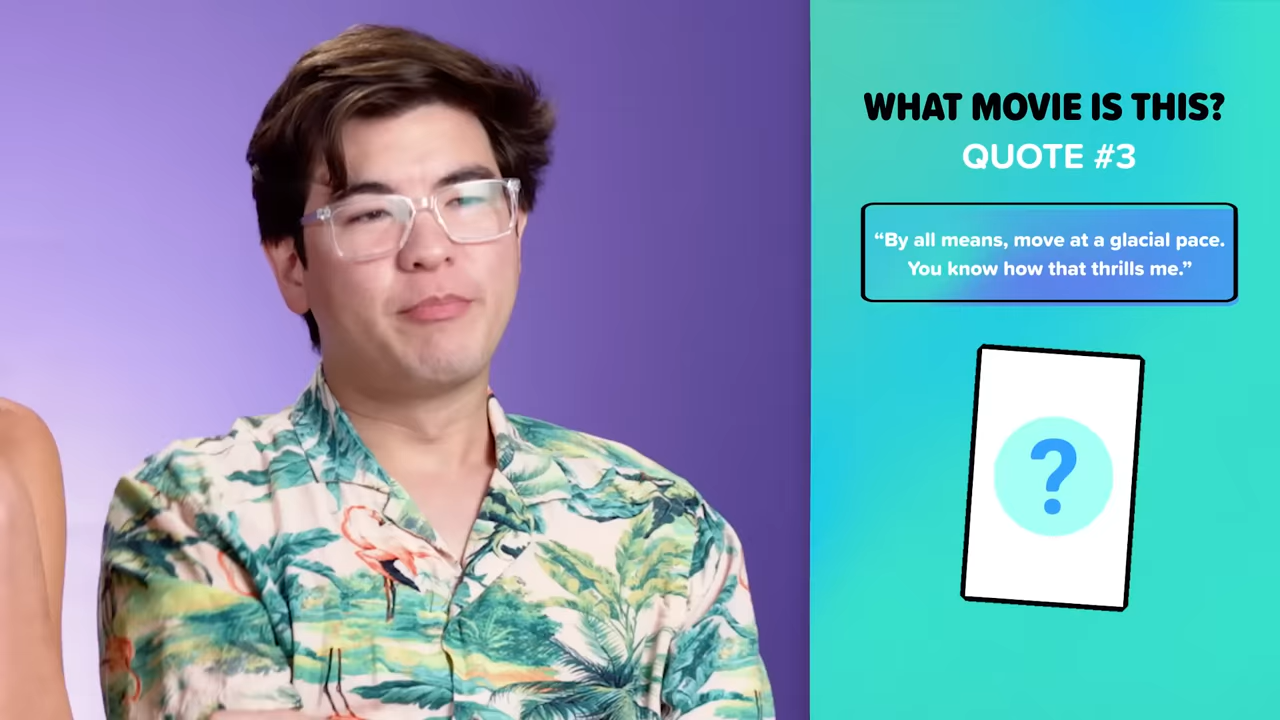 WHAT MOVIE IS THIS?
QUOTE #3
“By all means, move at a glacial pace.
You know how that thrills me.”
?